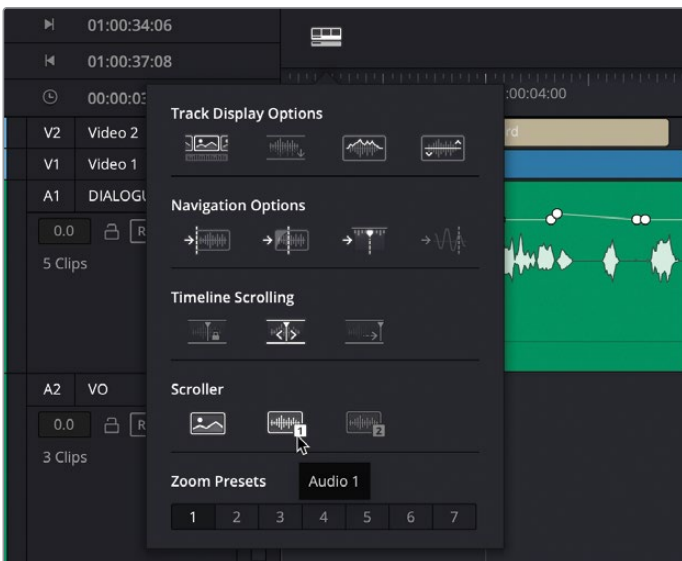 01:00:34:06
01:00:37:08
00:00:03
:00:04:00
V2 Video 2
rd
V1 Video 1
A1 DIALOGU
0.0 R
5 Clips
A2 VO
0.0 R
3 Clips
Track Display Options
Navigation Options
Timeline Scrolling
Scroller
1
2
Audio 1
Zoom Presets
1 2 3 4 5 6 7